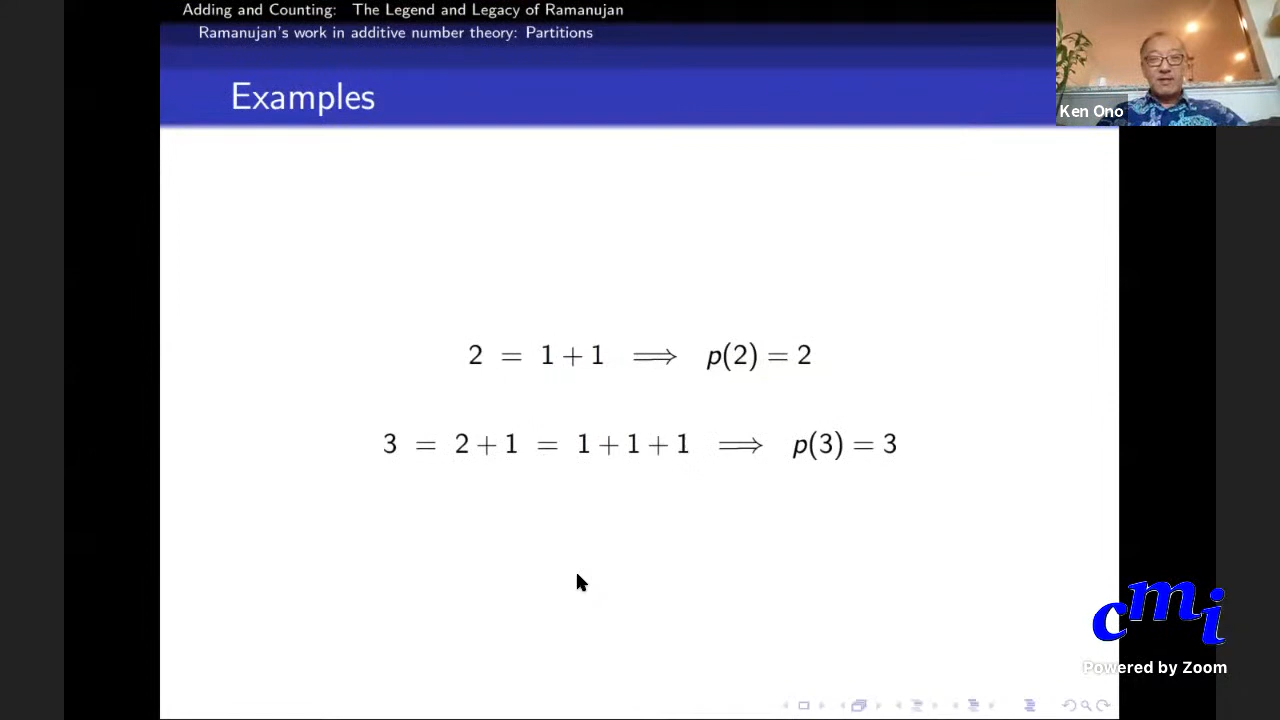 Adding and Counting: The Legend and Legacy of Ramanujan
Ramanujan's work in additive number theory: Partitions
Examples
Ken Ono
2 = 1 + 1 ⟹ p(2) = 2
3 = 2 + 1 = 1 + 1 + 1 ⟹ p(3) = 3
cmi
Powered by Zoom